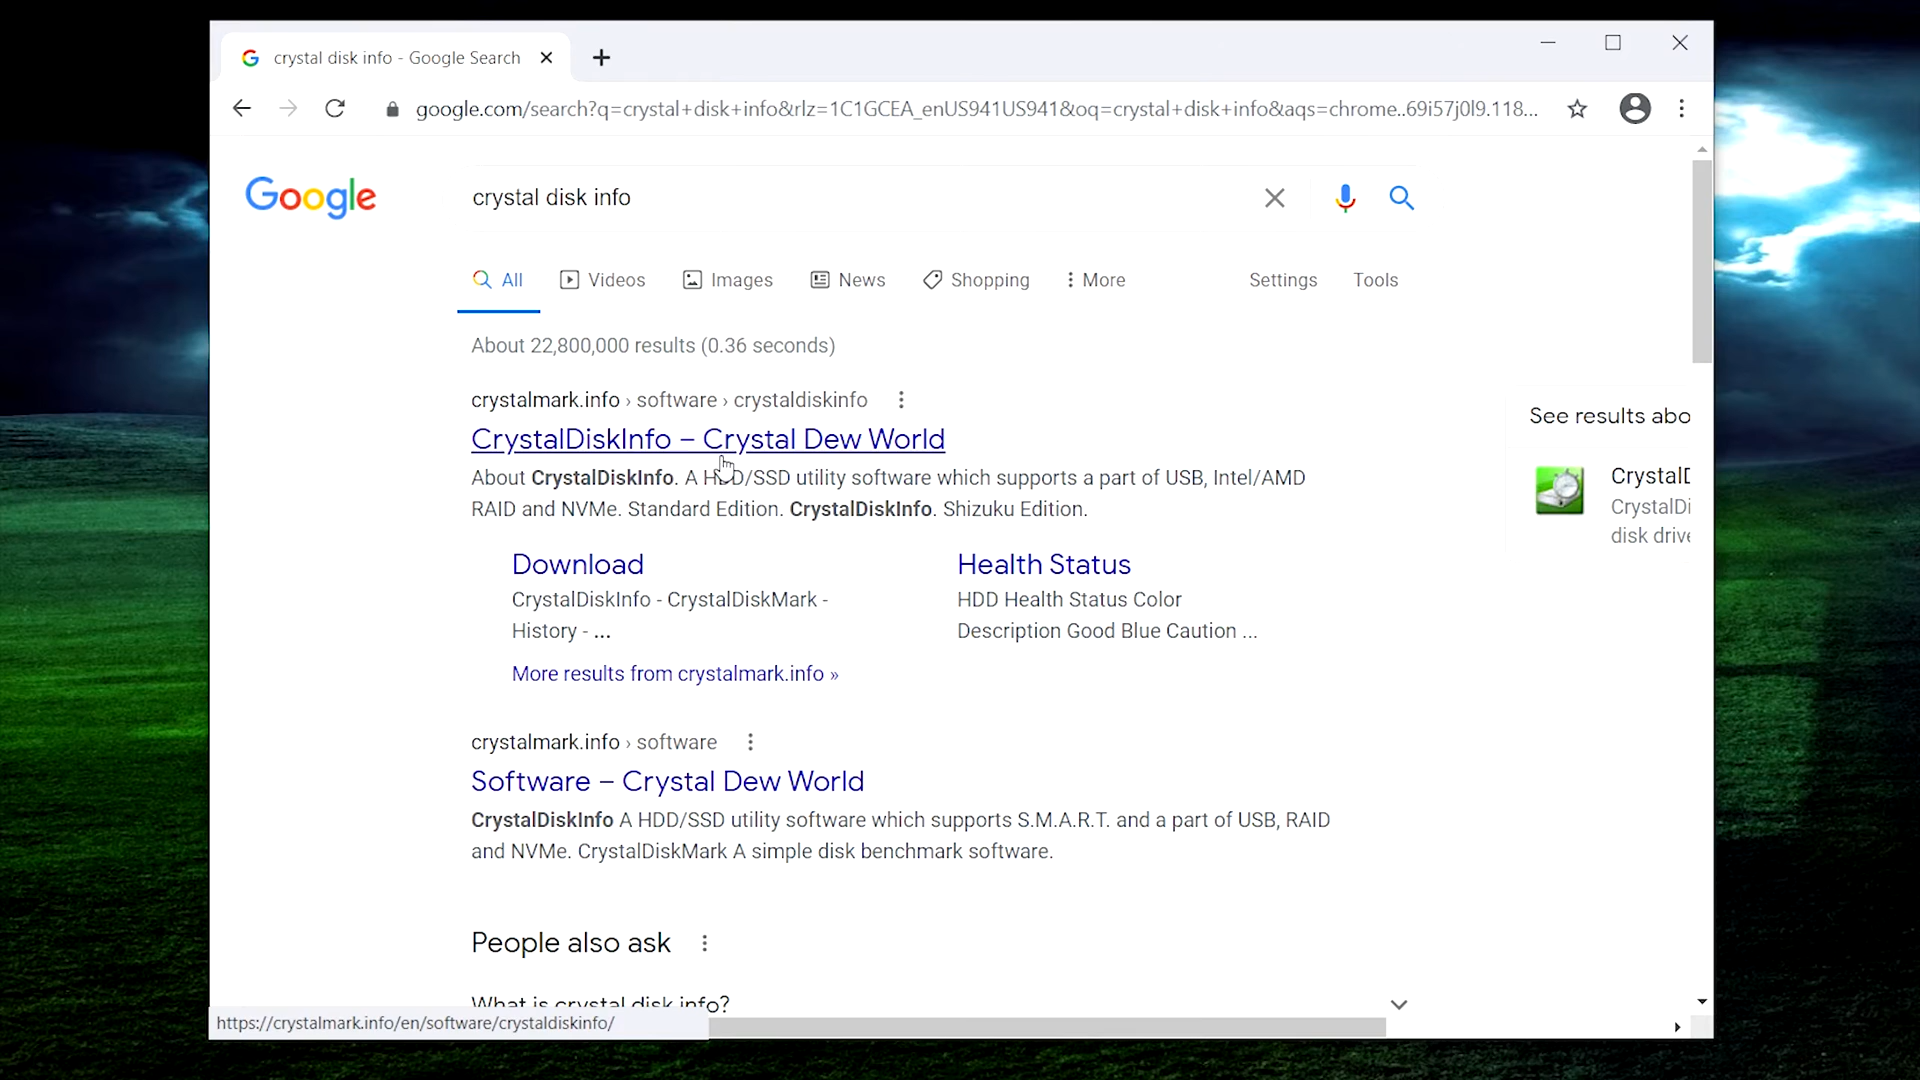 crystal disk info - Google Search
google.com/search?q=crystal+disk+info&rlz=1C1GCEA_enUS941US941&oq=crystal+disk+info&aqs=chrome..69i57j0l9.118...
Google
crystal disk info
All Videos Images News Shopping More Settings Tools
About 22,800,000 results (0.36 seconds)
crystalmark.info › software › crystaldiskinfo
CrystalDiskInfo – Crystal Dew World
About CrystalDiskInfo. A HDD/SSD utility software which supports a part of USB, Intel/AMD
RAID and NVMe. Standard Edition. CrystalDiskInfo. Shizuku Edition.
Download
CrystalDiskInfo - CrystalDiskMark -
History - ...
Health Status
HDD Health Status Color
Description Good Blue Caution ...
More results from crystalmark.info »
crystalmark.info › software
Software – Crystal Dew World
CrystalDiskInfo A HDD/SSD utility software which supports S.M.A.R.T. and a part of USB, RAID
and NVMe. CrystalDiskMark A simple disk benchmark software.
People also ask
What is crystal disk info?
See results abo
CrystalD
CrystalDi
disk drive
https://crystalmark.info/en/software/crystaldiskinfo/